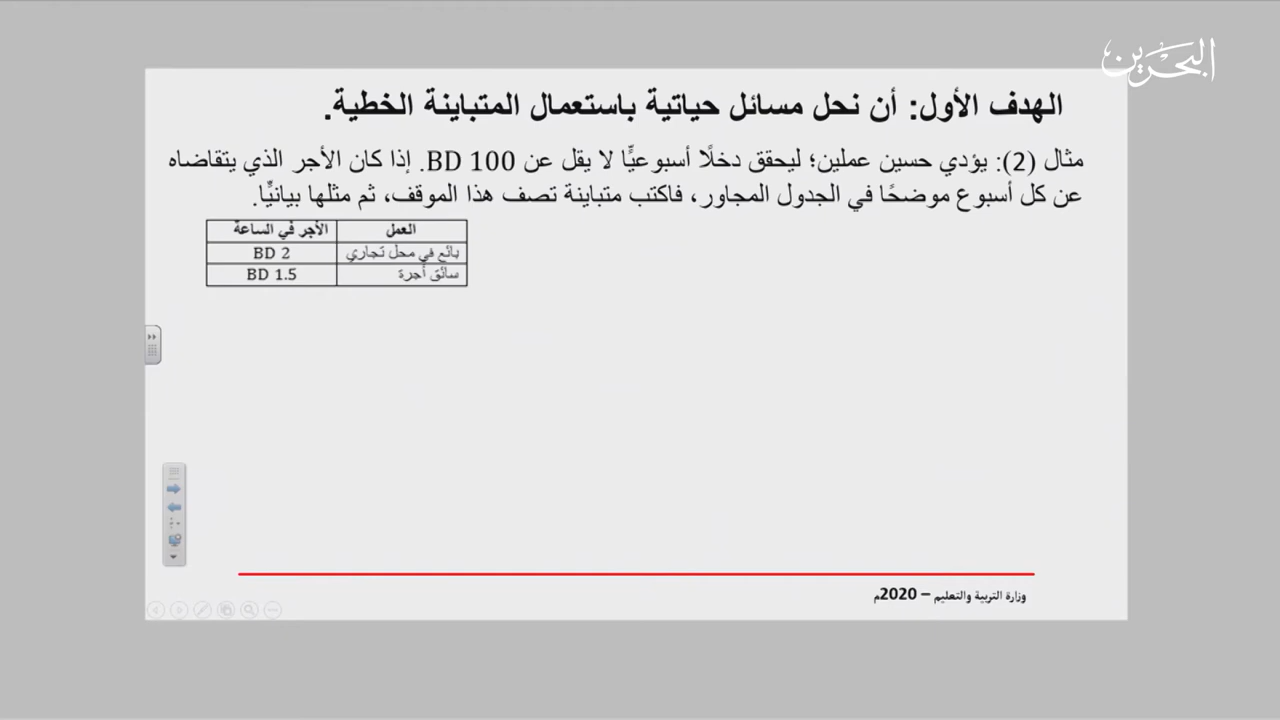 البحرين
الهدف الأول: أن نحل مسائل حياتية باستعمال المتباينة الخطية.
مثال (2): يؤدي حسين عملين؛ ليحقق دخلًا أسبوعيًّا لا يقل عن BD 100. إذا كان الأجر الذي يتقاضاه
عن كل أسبوع موضحًا في الجدول المجاور، فاكتب متباينة تصف هذا الموقف، ثم مثلها بيانيًّا.
العمل الأجر في الساعة
بائع في محل تجاري BD 2
سائق أجرة BD 1.5
وزارة التربية والتعليم – 2020م